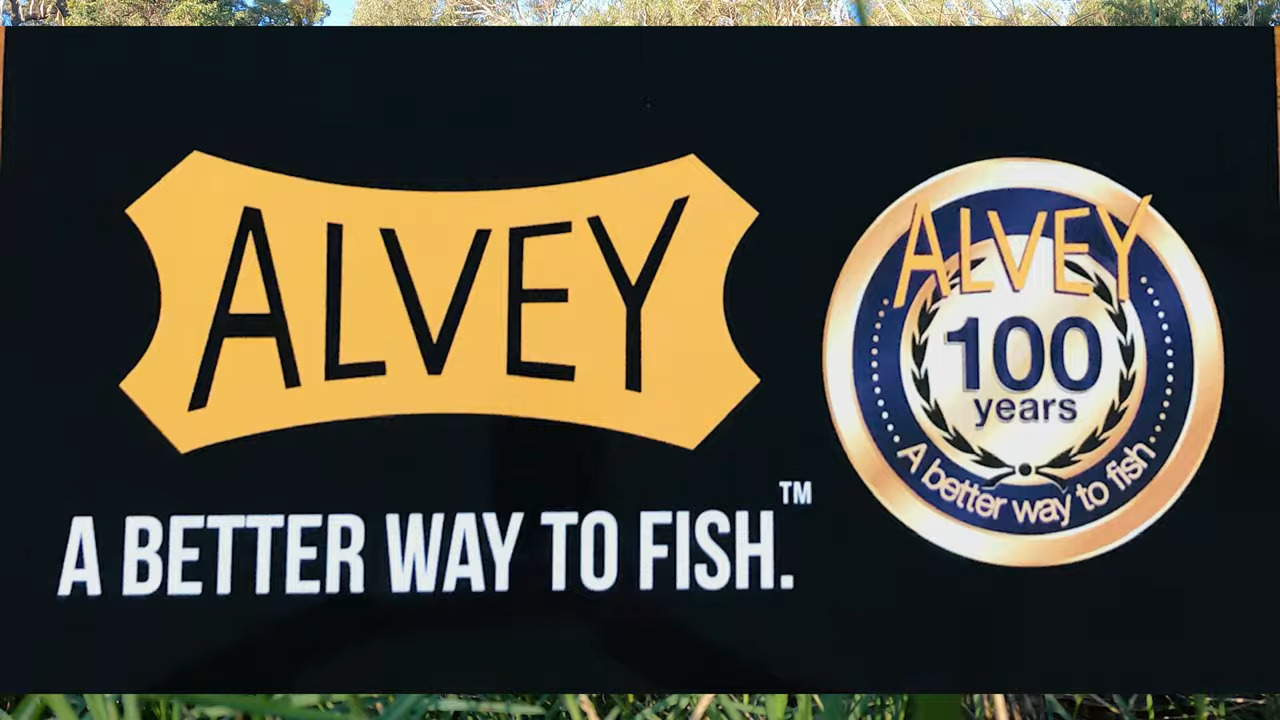 ALVEY
A BETTER WAY TO FISH.™
ALVEY
100
years
A better way to fish